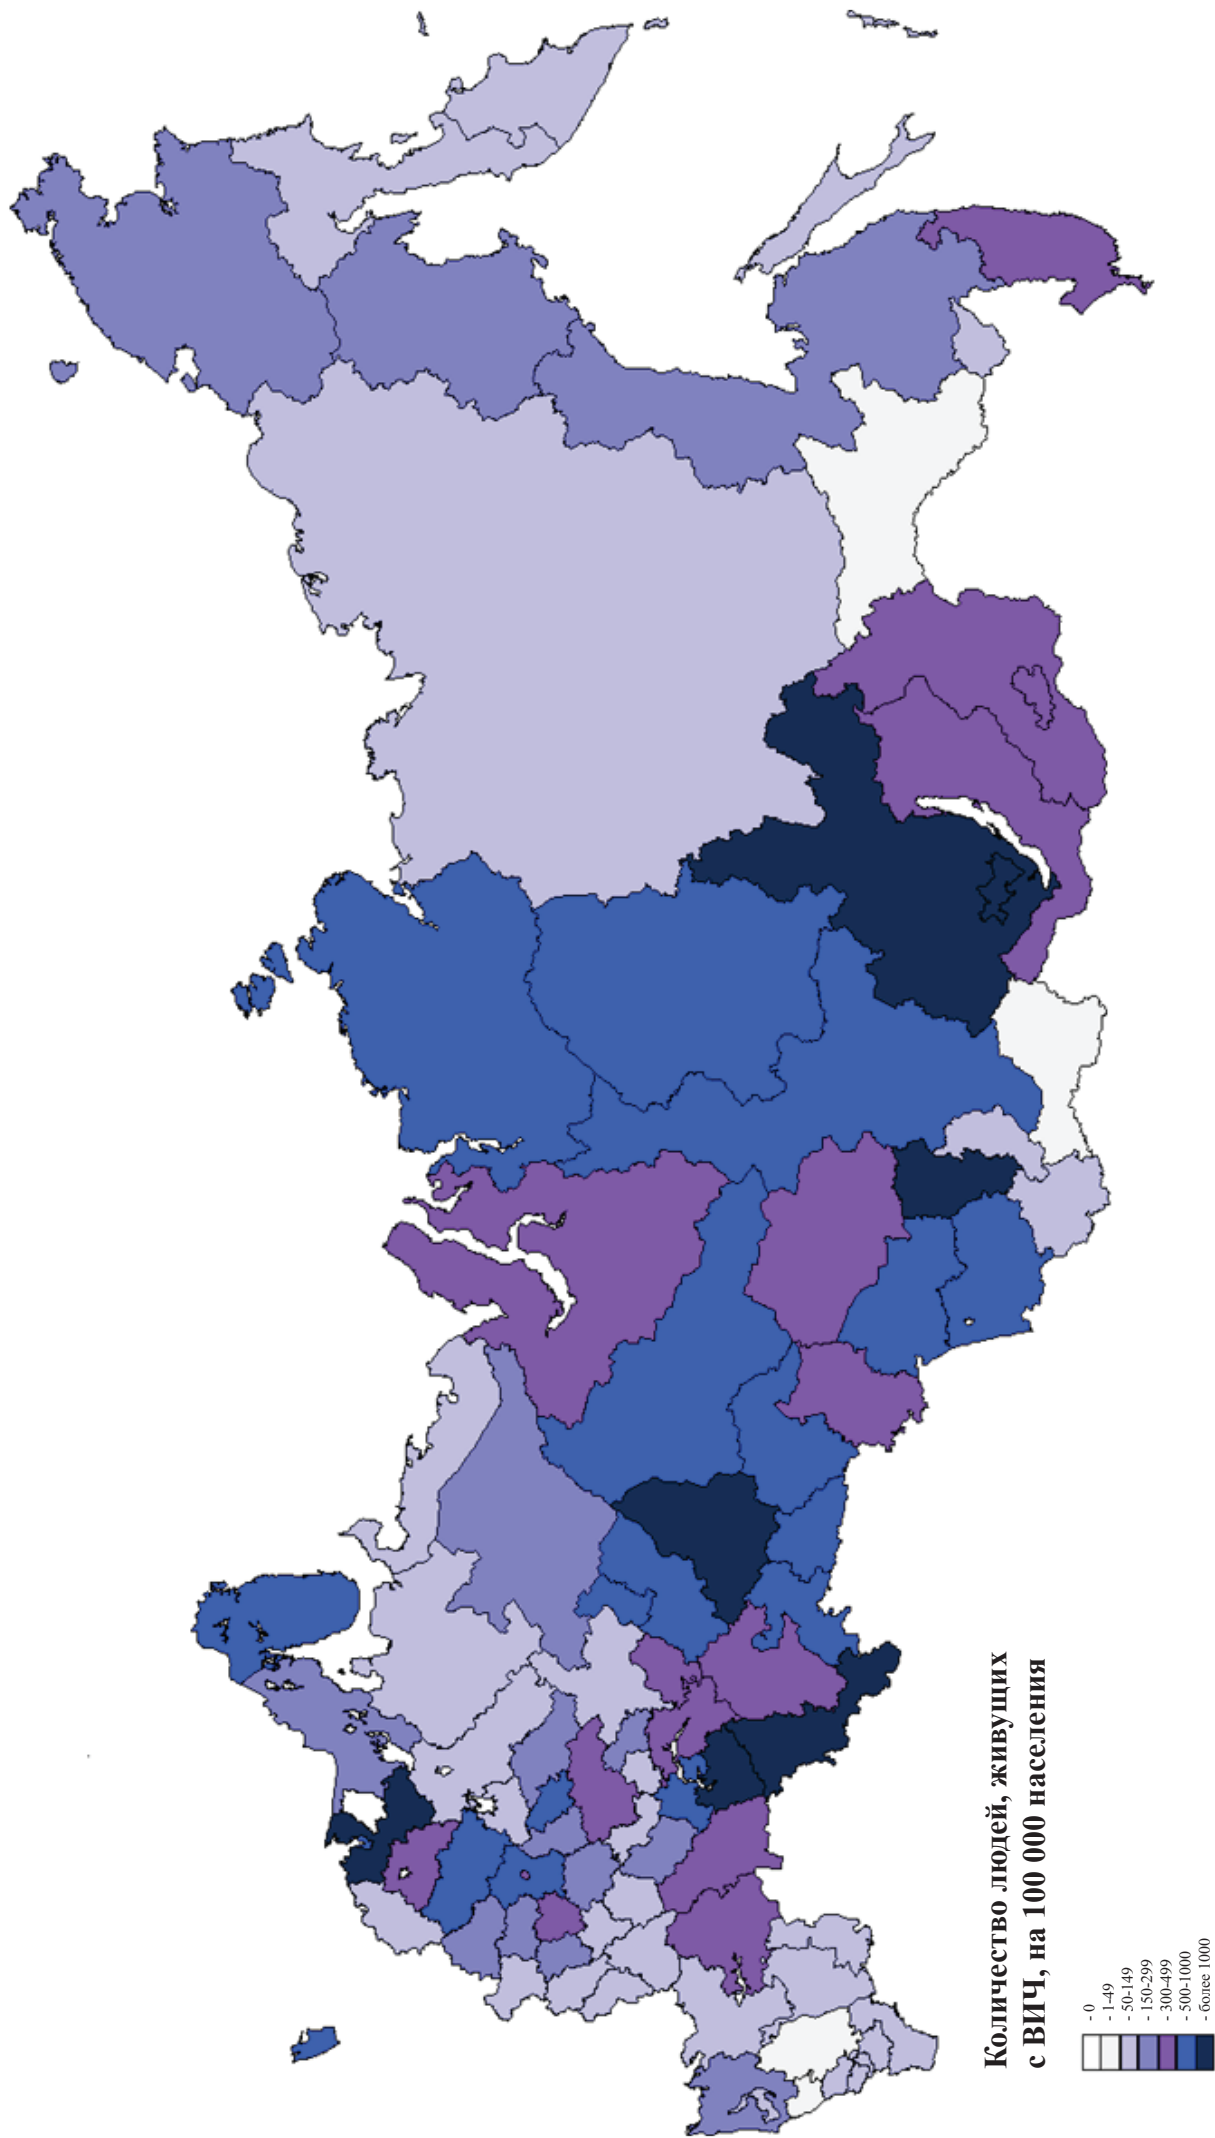 Количество людей, живущих
с ВИЧ, на 100 000 населения
- 0
- 1-49
- 50-149
- 150-299
- 300-499
- 500-1000
- более 1000